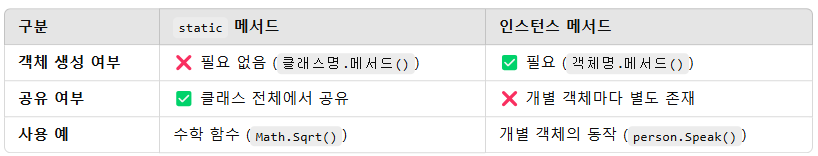 구분 static 메서드 인스턴스 메서드
객체 생성 여부 ❌ 필요 없음 (클래스명.메서드()) ✅ 필요 (객체명.메서드())
공유 여부 ✅ 클래스 전체에서 공유 ❌ 개별 객체마다 별도 존재
사용 예 수학 함수 (Math.Sqrt()) 개별 객체의 동작 (person.Speak())